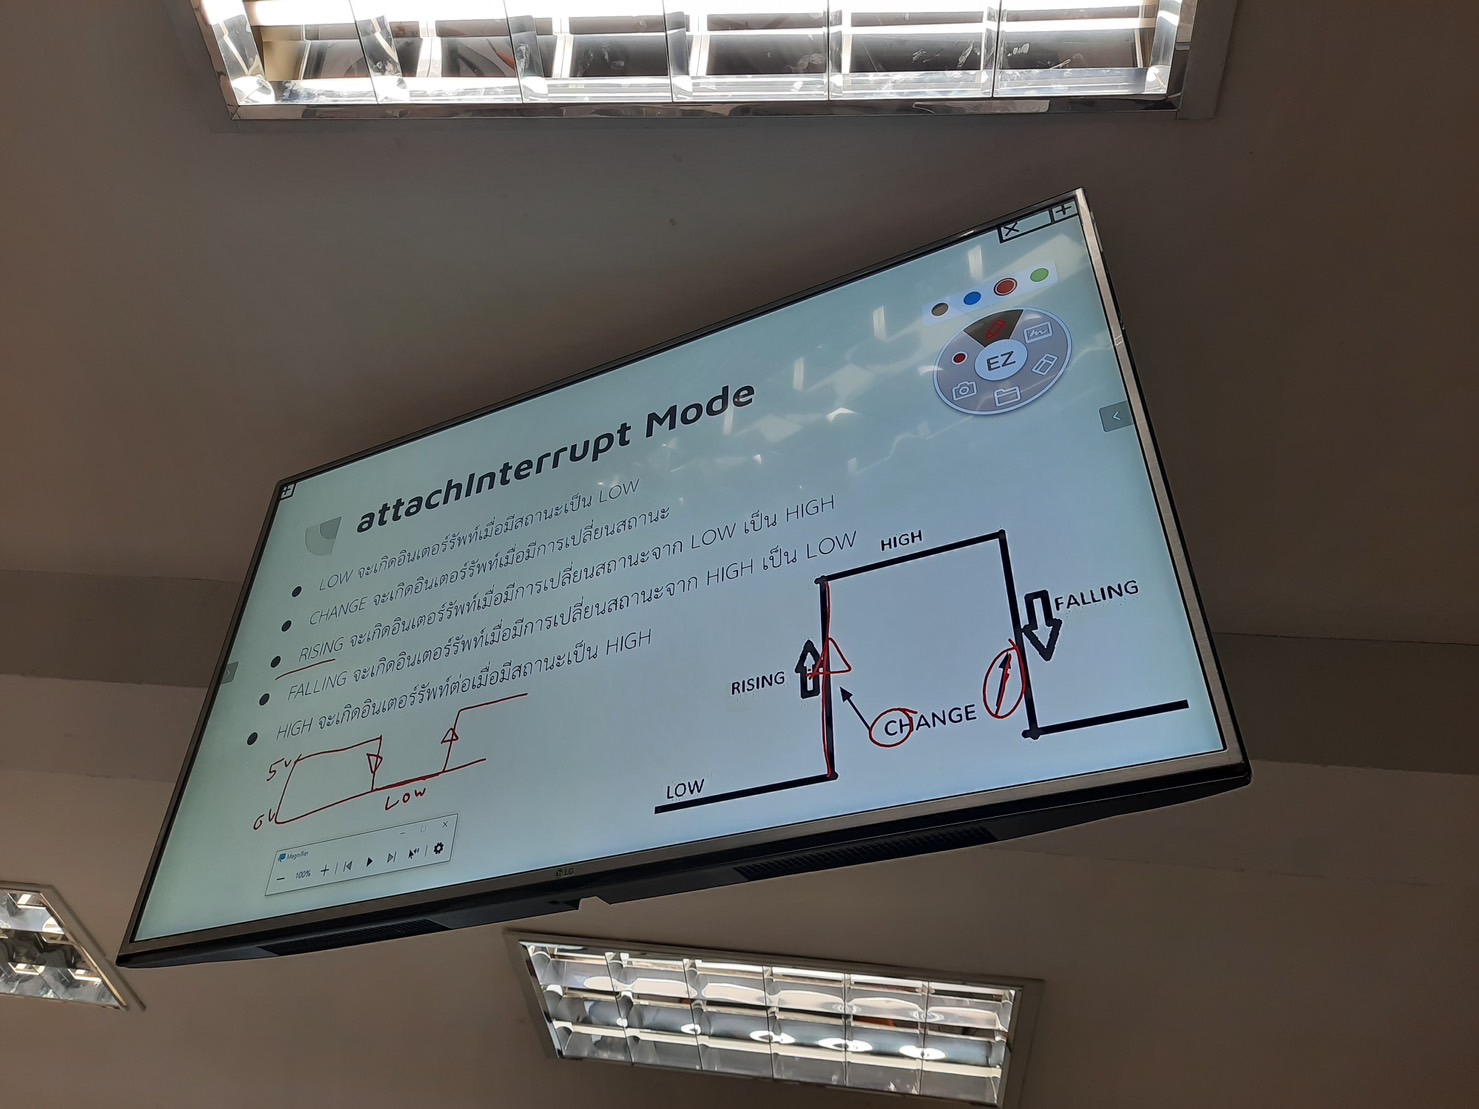 EZ
attachInterrupt Mode
LOW จะเกิดอินเตอร์รัพท์เมื่อมีสถานะเป็น LOW
CHANGE จะเกิดอินเตอร์รัพท์เมื่อมีการเปลี่ยนสถานะ
RISING จะเกิดอินเตอร์รัพท์เมื่อมีการเปลี่ยนสถานะจาก LOW เป็น HIGH
FALLING จะเกิดอินเตอร์รัพท์เมื่อมีการเปลี่ยนสถานะจาก HIGH เป็น LOW
HIGH จะเกิดอินเตอร์รัพท์ต่อเมื่อมีสถานะเป็น HIGH
HIGH
FALLING
RISING
CHANGE
LOW
5v
0v
Low
Magnifier
100%
LG